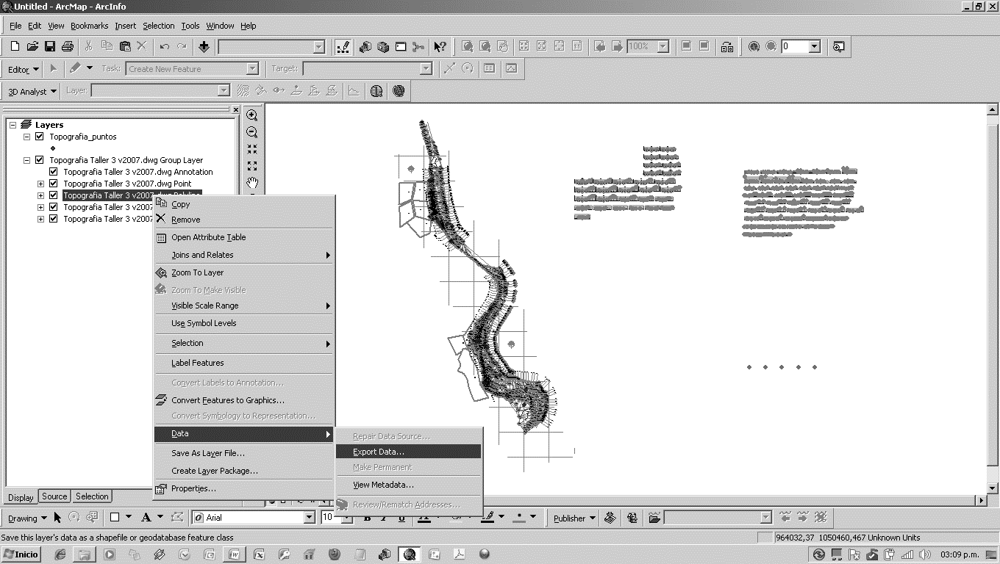 Untitled - ArcMap - ArcInfo
File Edit View Bookmarks Insert Selection Tools Window Help
100%
0
Editor Task: Create New Feature Target:
3D Analyst Layer:
Layers
Topografia_puntos
Topografia Taller 3 v2007.dwg Group Layer
Topografia Taller 3 v2007.dwg Annotation
Topografia Taller 3 v2007.dwg Point
Topografia Taller 3 v2007.dwg Polyline
Topografia Taller 3 v2007
Topografia Taller 3 v2007
Copy
Remove
Open Attribute Table
Joins and Relates
Zoom To Layer
Zoom To Make Visible
Visible Scale Range
Use Symbol Levels
Selection
Label Features
Convert Labels to Annotation...
Convert Features to Graphics...
Convert Symbology to Representation...
Data
Save As Layer File...
Create Layer Package...
Properties...
Repair Data Source...
Export Data...
Make Permanent
View Metadata...
Review/Rematch Addresses...
Display Source Selection
Drawing A Arial 10 B I U A Publisher
Save this layer's data as a shapefile or geodatabase feature class
964032,37 1050460,467 Unknown Units
Inicio
03:09 p.m.